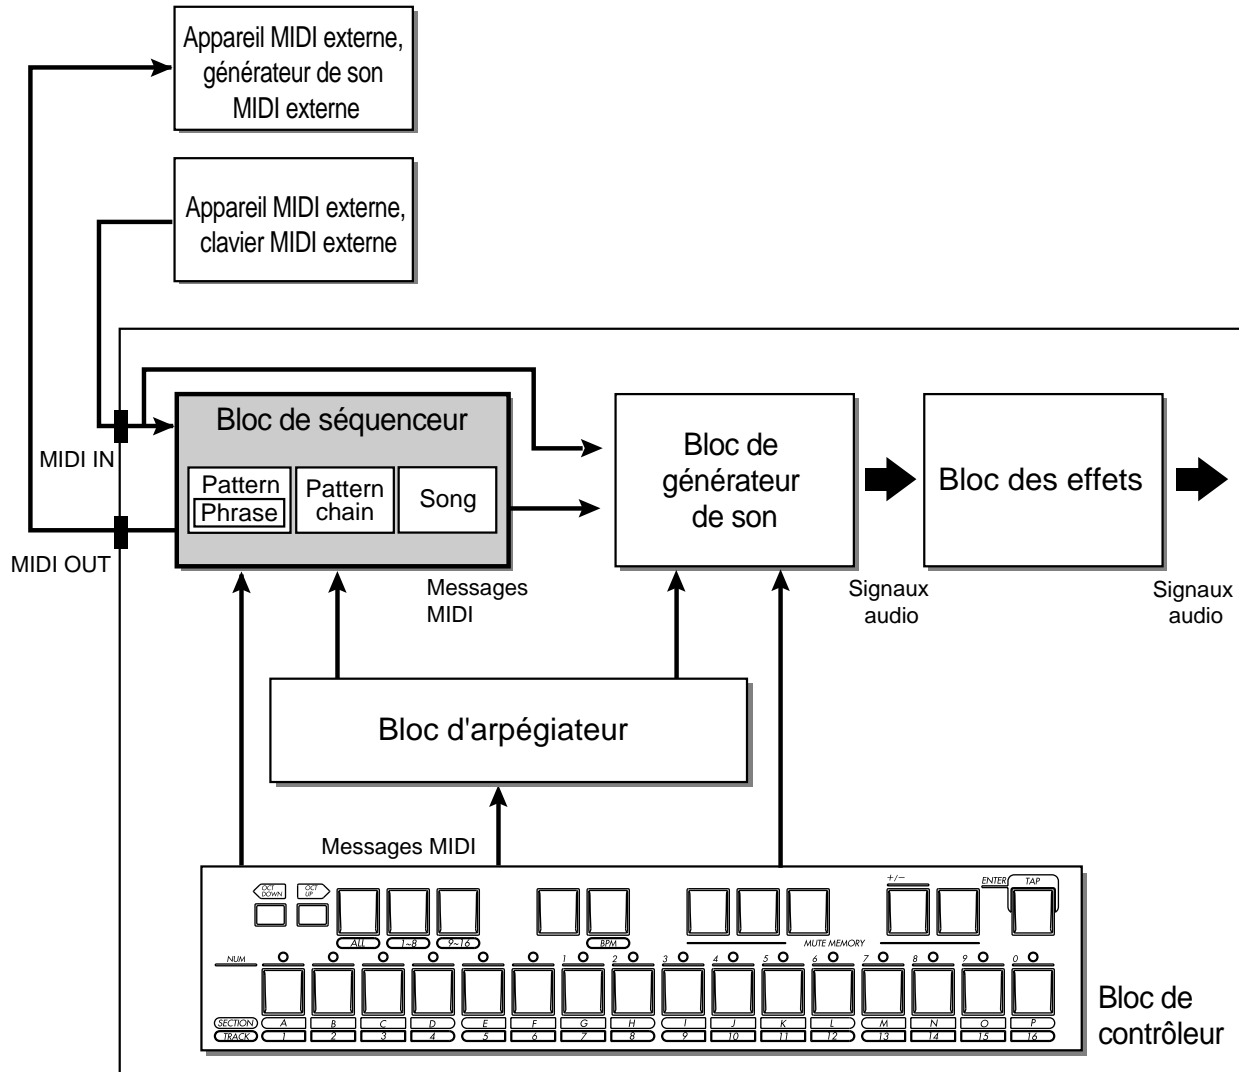 Appareil MIDI externe,
générateur de son
MIDI externe
Appareil MIDI externe,
clavier MIDI externe
Bloc de séquenceur
Pattern
Phrase
Pattern
chain
Song
MIDI IN
MIDI OUT
Messages
MIDI
Bloc de
générateur
de son
Signaux
audio
Bloc des effets
Signaux
audio
Bloc d'arpégiateur
Messages MIDI
OCT
DOWN
OCT
UP
ALL
1~8
9~16
BPM
+/−
ENTER
TAP
MUTE MEMORY
NUM
1 2 3 4 5 6 7 8 9 0
SECTION A B C D E F G H I J K L M N O P
TRACK 1 2 3 4 5 6 7 8 9 10 11 12 13 14 15 16
Bloc de
contrôleur